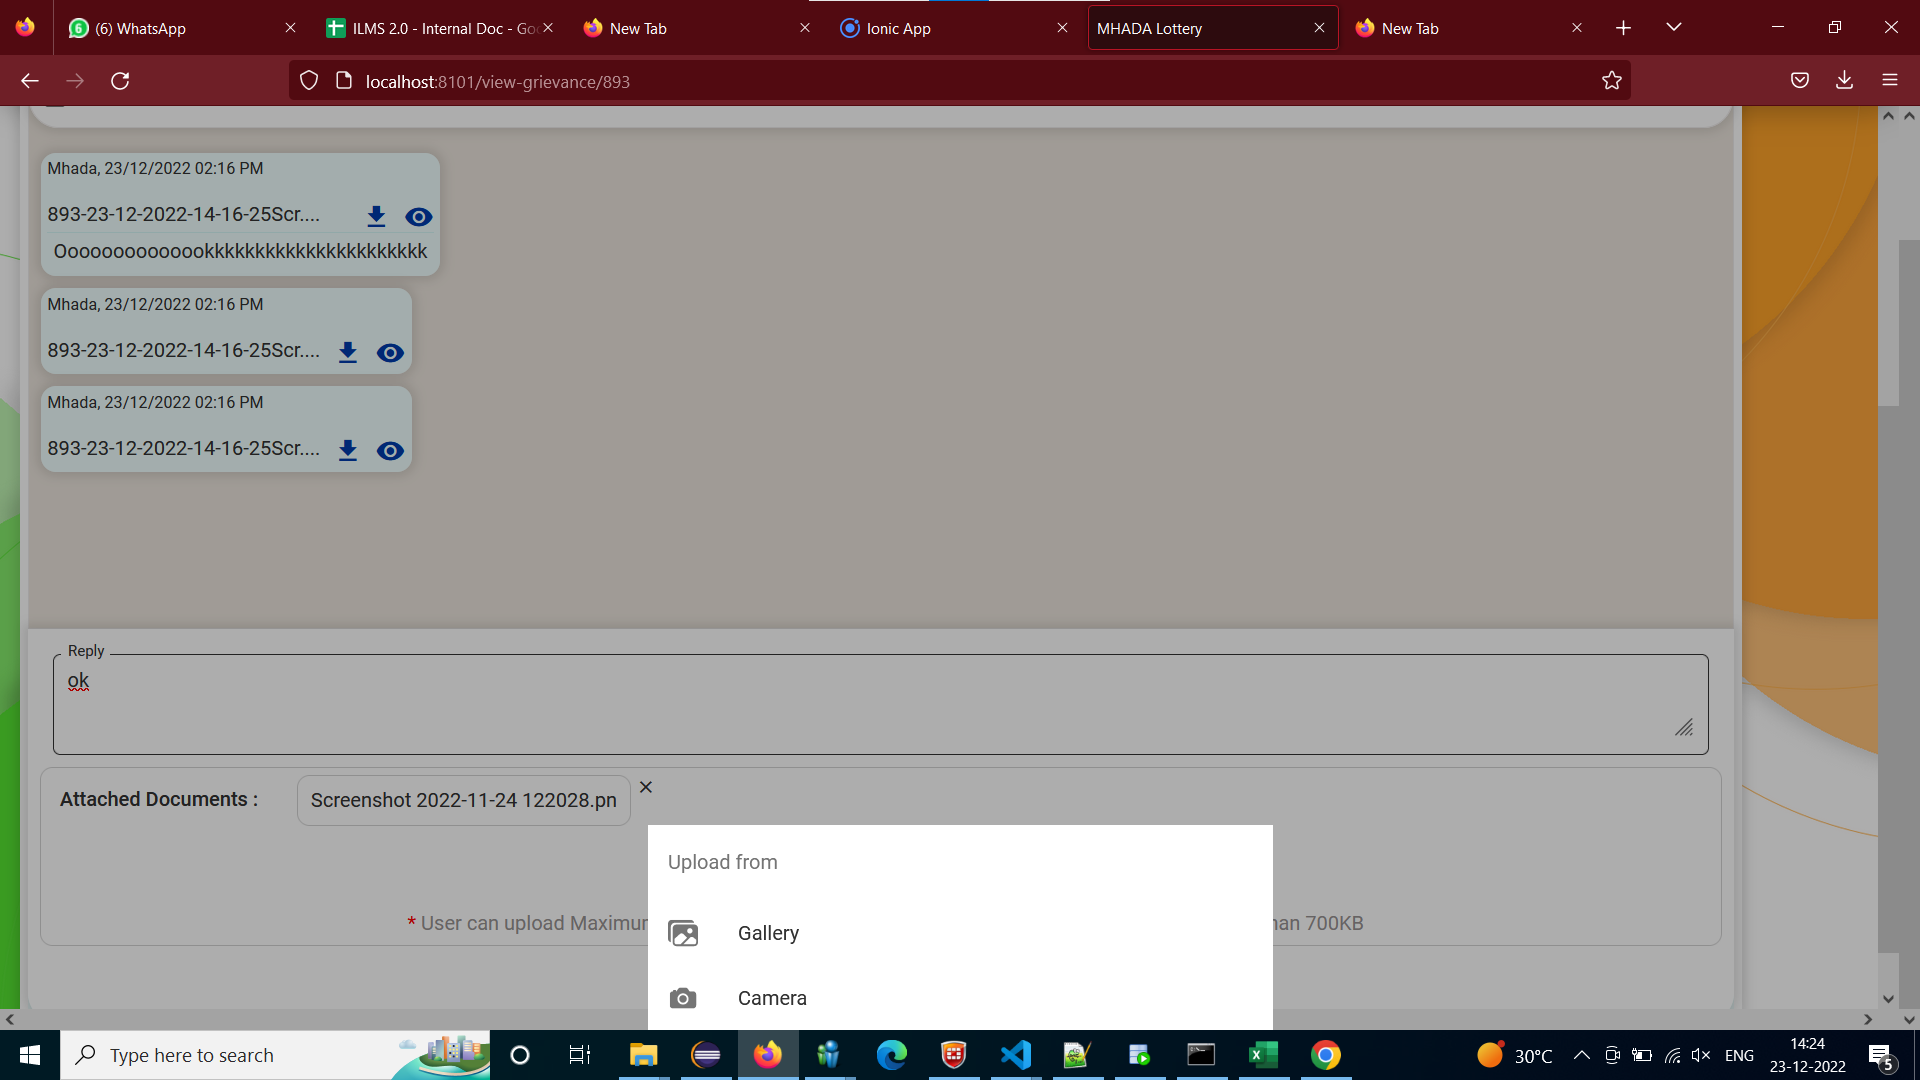 (6) WhatsApp
ILMS 2.0 - Internal Doc - Goo
New Tab
Ionic App
MHADA Lottery
New Tab
localhost:8101/view-grievance/893
Mhada, 23/12/2022 02:16 PM
893-23-12-2022-14-16-25Scr....
Ooooooooooooookkkkkkkkkkkkkkkkkkkkkk
Mhada, 23/12/2022 02:16 PM
893-23-12-2022-14-16-25Scr....
Mhada, 23/12/2022 02:16 PM
893-23-12-2022-14-16-25Scr....
Reply
ok
Attached Documents :
Screenshot 2022-11-24 122028.pn
Upload from
* User can upload Maximu
han 700KB
Gallery
Camera
Type here to search
30°C
ENG
14:24
23-12-2022
5